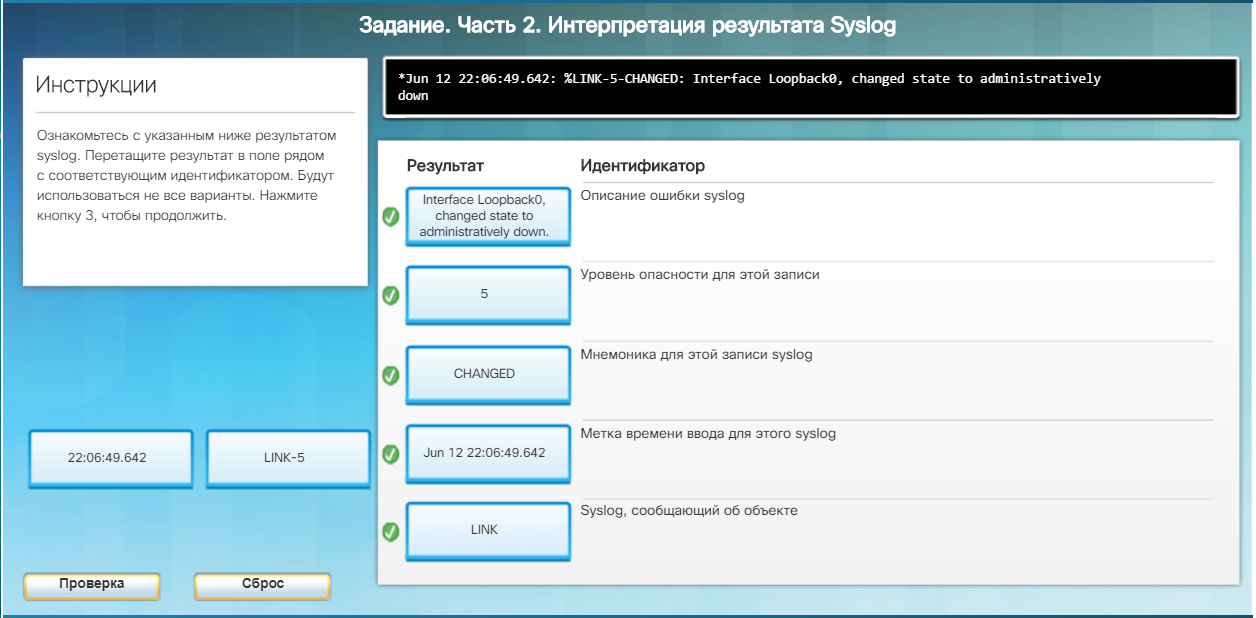 Задание. Часть 2. Интерпретация результата Syslog
Инструкции
Ознакомьтесь с указанным ниже результатом
syslog. Перетащите результат в поле рядом
с соответствующим идентификатором. Будут
использоваться не все варианты. Нажмите
кнопку 3, чтобы продолжить.
*Jun 12 22:06:49.642: %LINK-5-CHANGED: Interface Loopback0, changed state to administratively
down
Результат
Идентификатор
Interface Loopback0,
changed state to
administratively down.
Описание ошибки syslog
5
Уровень опасности для этой записи
CHANGED
Мнемоника для этой записи syslog
Jun 12 22:06:49.642
Метка времени ввода для этого syslog
LINK
Syslog, сообщающий об объекте
22:06:49.642
LINK-5
Проверка
Сброс